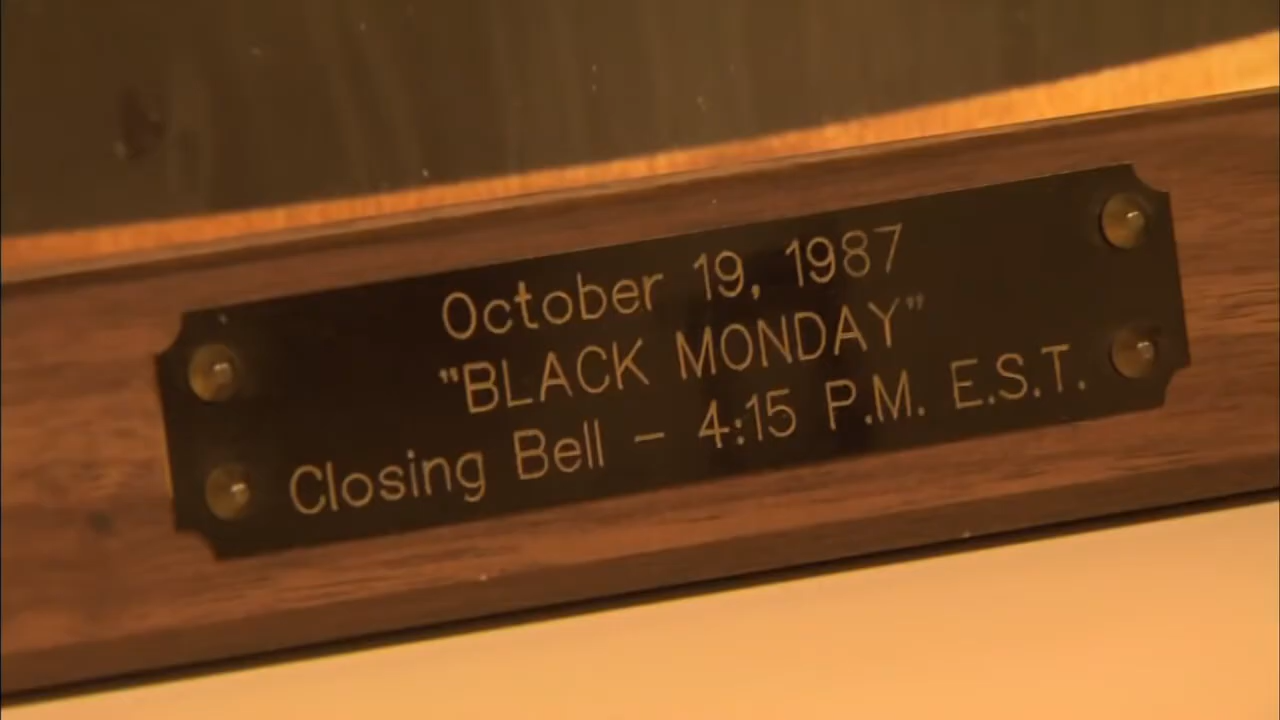 October 19, 1987
"BLACK MONDAY"
Closing Bell – 4:15 P.M. E.S.T.